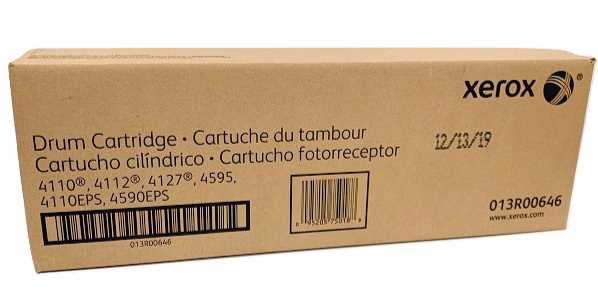 xerox
Drum Cartridge • Cartuche du tambour
Cartucho cilíndrico • Cartucho fotorreceptor
4110®, 4112®, 4127®, 4595,
4110EPS, 4590EPS
12/13/19
013R00646
013R00646
www.xerox.com